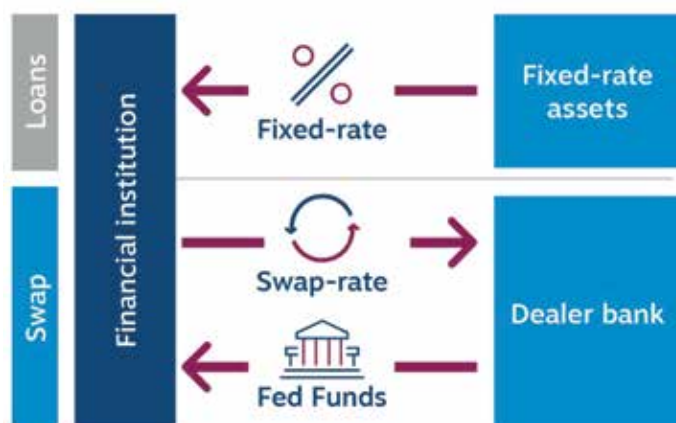 Loans
Swap
Financial institution
Fixed-rate
Fixed-rate
assets
Swap-rate
Dealer bank
Fed Funds